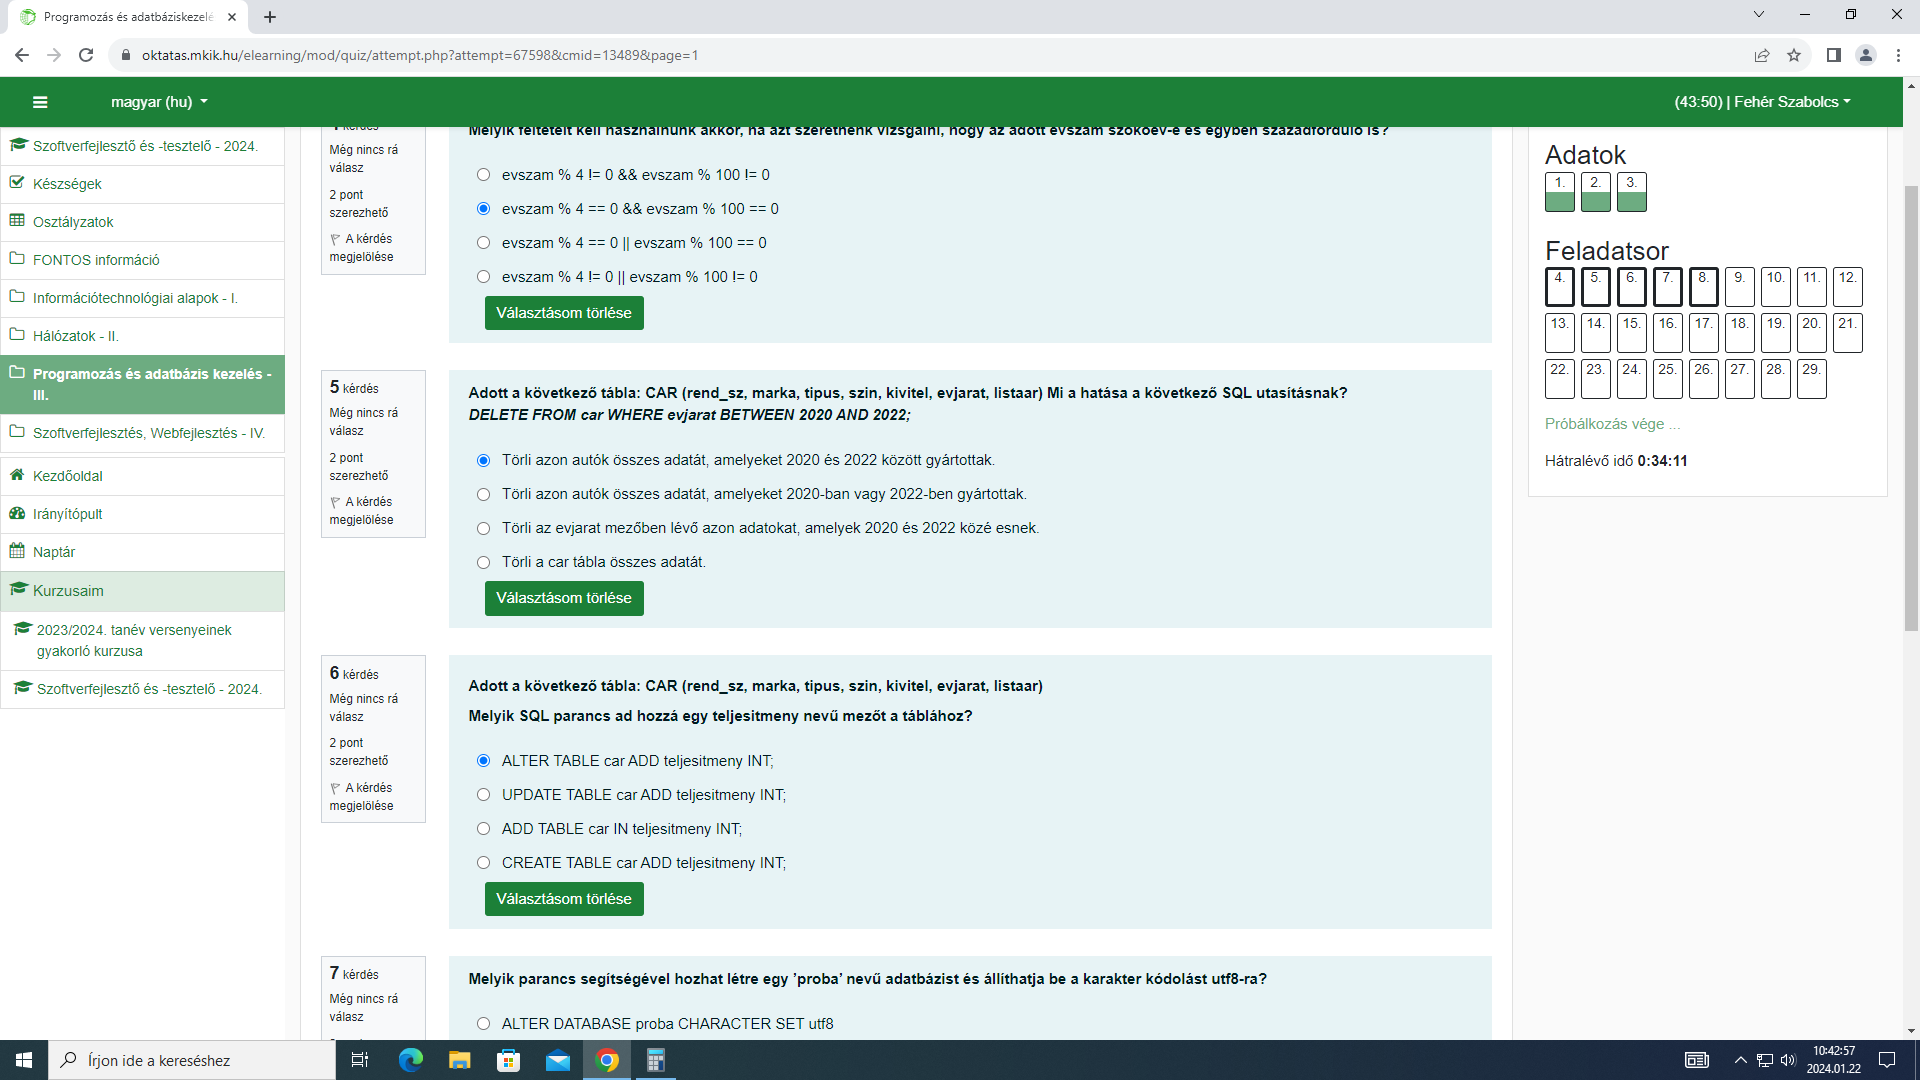 Programozás és adatbáziskezelé
oktatas.mkik.hu/elearning/mod/quiz/attempt.php?attempt=67598&cmid=13489&page=1
magyar (hu)
(43:50) | Fehér Szabolcs
Szoftverfejlesztő és -tesztelő - 2024.
Készségek
Osztályzatok
FONTOS információ
Információtechnológiai alapok - I.
Hálózatok - II.
Programozás és adatbázis kezelés -
III.
Szoftverfejlesztés, Webfejlesztés - IV.
Kezdőoldal
Irányítópult
Naptár
Kurzusaim
2023/2024. tanév versenyeinek
gyakorló kurzusa
Szoftverfejlesztő és -tesztelő - 2024.
4 kérdés
Még nincs rá
válasz
2 pont
szerezhető
A kérdés
megjelölése
Melyik feltételt kell használnunk akkor, ha azt szeretnénk vizsgálni, hogy az adott évszám szökőév-e és egyben századforduló is?
evszam % 4 != 0 && evszam % 100 != 0
evszam % 4 == 0 && evszam % 100 == 0
evszam % 4 == 0 || evszam % 100 == 0
evszam % 4 != 0 || evszam % 100 != 0
Választásom törlése
5 kérdés
Még nincs rá
válasz
2 pont
szerezhető
A kérdés
megjelölése
Adott a következő tábla: CAR (rend_sz, marka, tipus, szin, kivitel, evjarat, listaar) Mi a hatása a következő SQL utasításnak?
DELETE FROM car WHERE evjarat BETWEEN 2020 AND 2022;
Törli azon autók összes adatát, amelyeket 2020 és 2022 között gyártottak.
Törli azon autók összes adatát, amelyeket 2020-ban vagy 2022-ben gyártottak.
Törli az evjarat mezőben lévő azon adatokat, amelyek 2020 és 2022 közé esnek.
Törli a car tábla összes adatát.
Választásom törlése
6 kérdés
Még nincs rá
válasz
2 pont
szerezhető
A kérdés
megjelölése
Adott a következő tábla: CAR (rend_sz, marka, tipus, szin, kivitel, evjarat, listaar)
Melyik SQL parancs ad hozzá egy teljesitmeny nevű mezőt a táblához?
ALTER TABLE car ADD teljesitmeny INT;
UPDATE TABLE car ADD teljesitmeny INT;
ADD TABLE car IN teljesitmeny INT;
CREATE TABLE car ADD teljesitmeny INT;
Választásom törlése
7 kérdés
Még nincs rá
válasz
Melyik parancs segítségével hozhat létre egy ’proba’ nevű adatbázist és állíthatja be a karakter kódolást utf8-ra?
ALTER DATABASE proba CHARACTER SET utf8
Adatok
1. 2. 3.
Feladatsor
4. 5. 6. 7. 8. 9. 10. 11. 12.
13. 14. 15. 16. 17. 18. 19. 20. 21.
22. 23. 24. 25. 26. 27. 28. 29.
Próbálkozás vége ...
Hátralévő idő 0:34:11
Írjon ide a kereséshez
10:42:57
2024.01.22